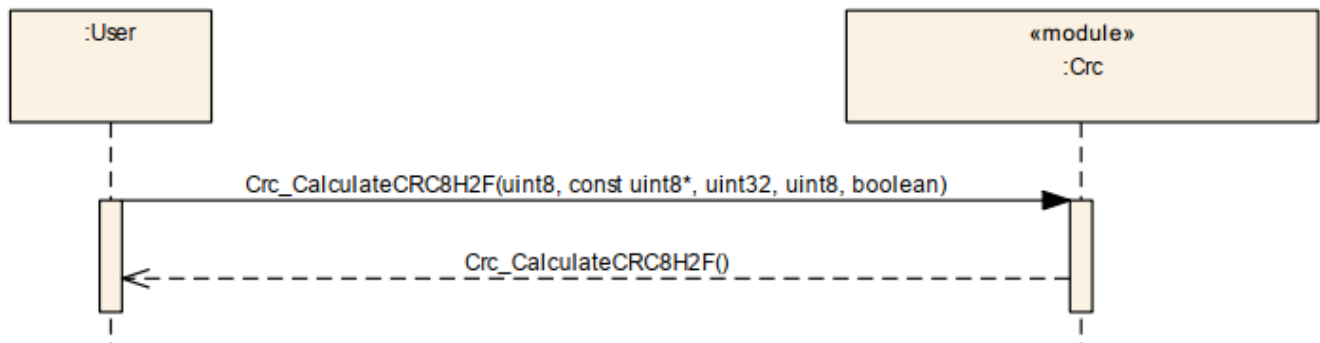 :User
«module»
:Crc
Crc_CalculateCRC8H2F(uint8, const uint8*, uint32, uint8, boolean)
Crc_CalculateCRC8H2F()